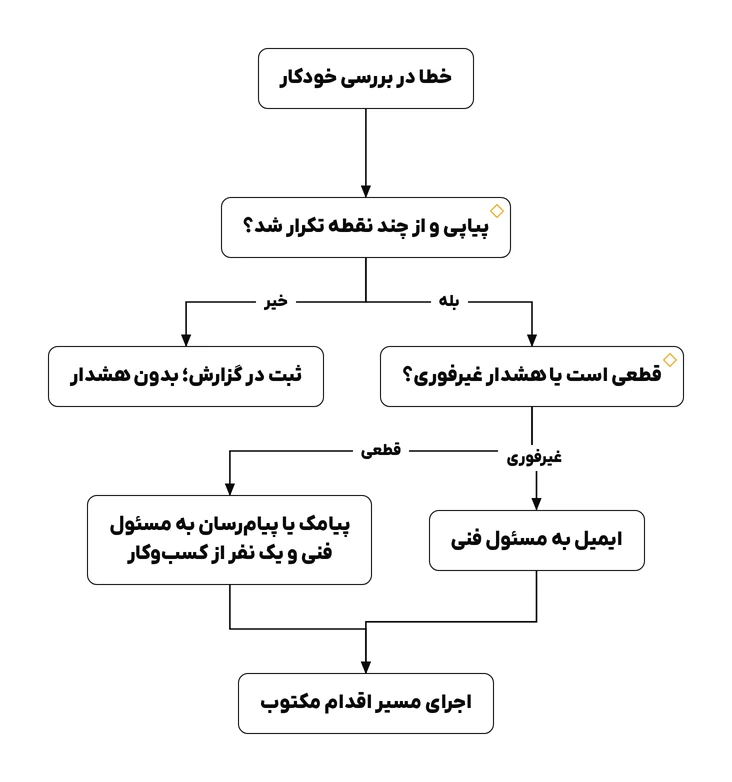 خطا در بررسی خودکار
پیاپی و از چند نقطه تکرار شد؟
بله
خیر
قطعی است یا هشدار غیرفوری؟
ثبت در گزارش؛ بدون هشدار
غیرفوری
قطعی
ایمیل به مسئول فنی
پیامک یا پیام‌رسان به مسئول
فنی و یک نفر از کسب‌وکار
اجرای مسیر اقدام مکتوب